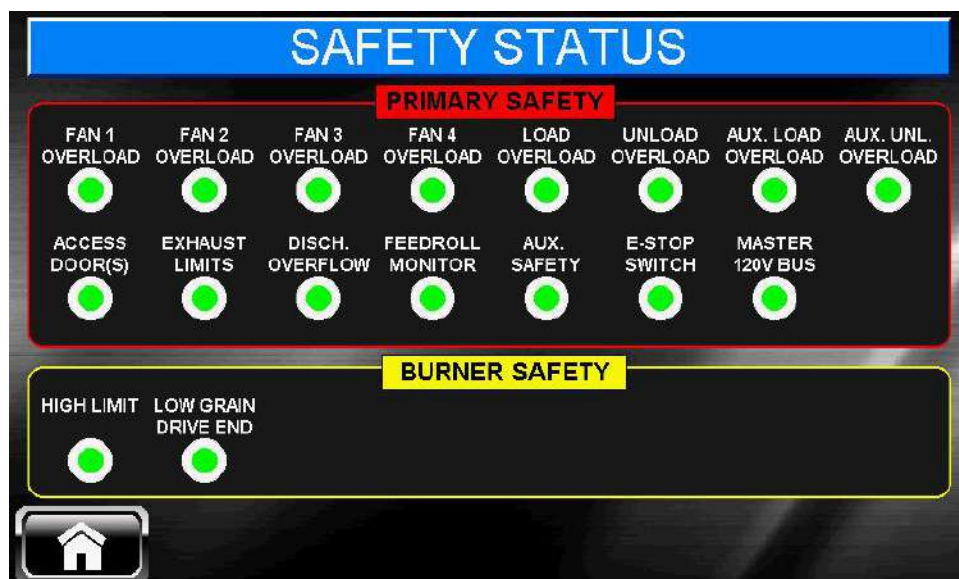 SAFETY STATUS
PRIMARY SAFETY
FAN 1 FAN 2 FAN 3 FAN 4 LOAD UNLOAD AUX. LOAD AUX. UNL.
OVERLOAD OVERLOAD OVERLOAD OVERLOAD OVERLOAD OVERLOAD OVERLOAD OVERLOAD
ACCESS EXHAUST DISCH. FEEDROLL AUX. E-STOP MASTER
DOOR(S) LIMITS OVERFLOW MONITOR SAFETY SWITCH 120V BUS
BURNER SAFETY
HIGH LIMIT LOW GRAIN
DRIVE END